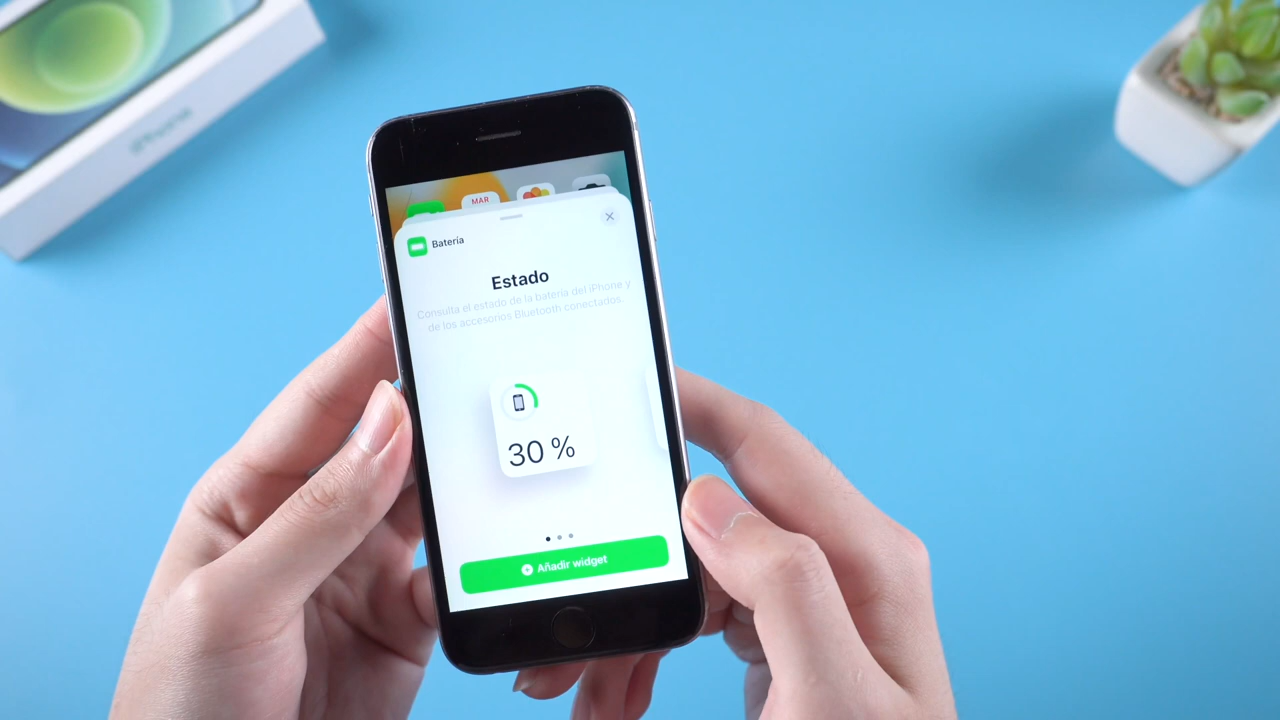 iPhone
MAR
Batería
Estado
Consulta el estado de la batería del iPhone y
de los accesorios Bluetooth conectados.
30 %
Añadir widget